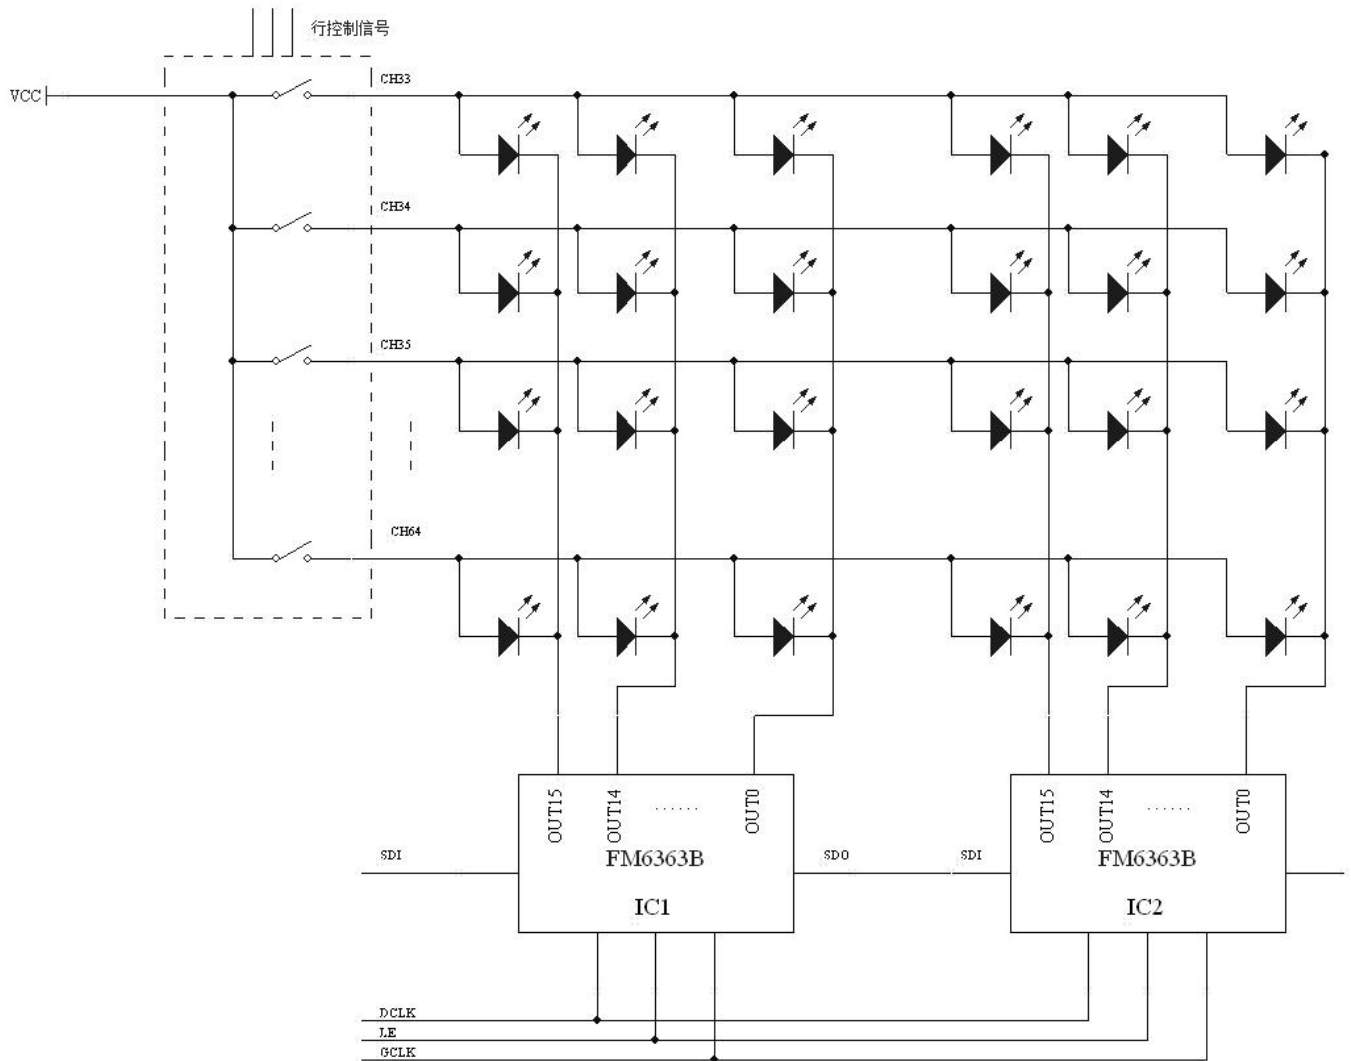 行控制信号
VCC
CH33
CH34
CH35
CH64
OUT15
OUT14
......
OUT0
OUT15
OUT14
......
OUT0
SDI
FM6363B
SDO
SDI
FM6363B
IC1
IC2
DCLK
LE
GCLK